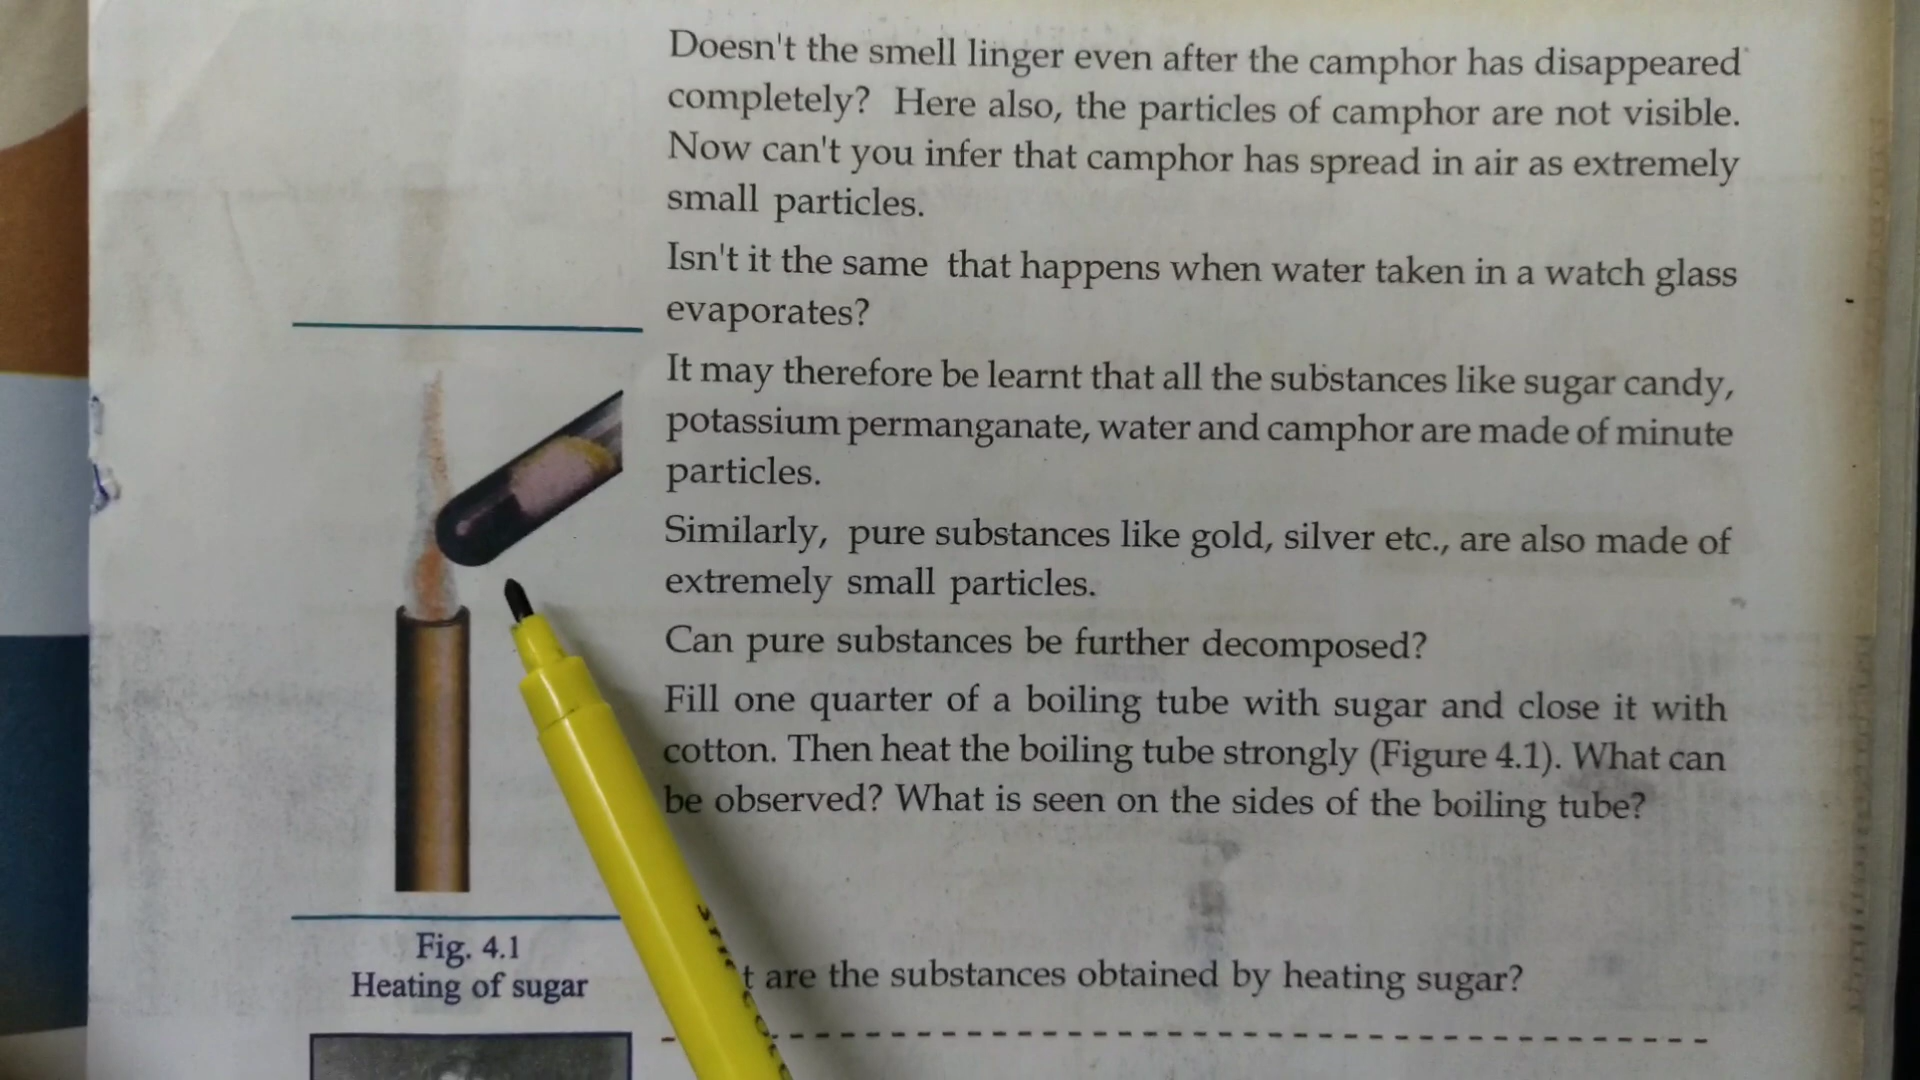 Doesn't the smell linger even after the camphor has disappeared
completely? Here also, the particles of camphor are not visible.
Now can't you infer that camphor has spread in air as extremely
small particles.
Isn't it the same that happens when water taken in a watch glass
evaporates?
It may therefore be learnt that all the substances like sugar candy,
potassium permanganate, water and camphor are made of minute
particles.
Similarly, pure substances like gold, silver etc., are also made of
extremely small particles.
Can pure substances be further decomposed?
Fill one quarter of a boiling tube with sugar and close it with
cotton. Then heat the boiling tube strongly (Figure 4.1). What can
be observed? What is seen on the sides of the boiling tube?
Fig. 4.1
Heating of sugar
t are the substances obtained by heating sugar?